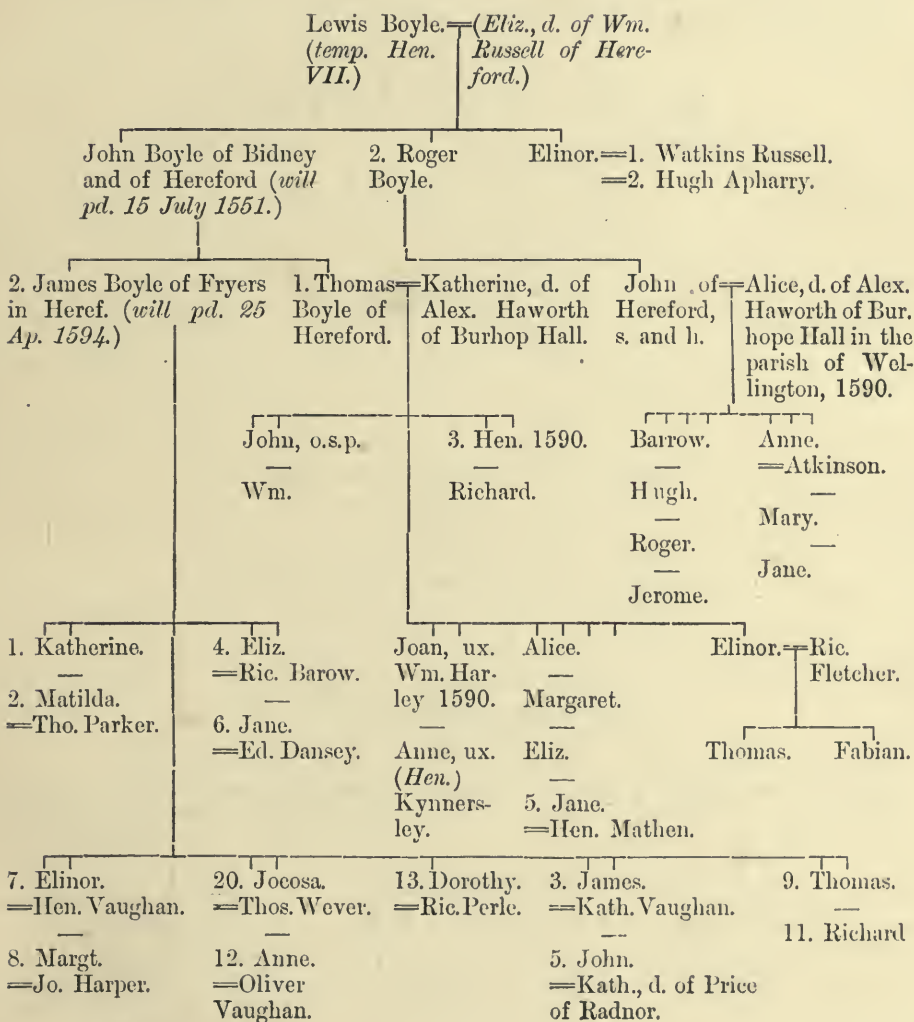 Lewis Boyle.=(Eliz., d. of Wm.
(temp. Hen. Russell of Here-
VII.) ford.)
John Boyle of Bidney 2. Roger Elinor.=1. Watkins Russell.
and of Hereford (will Boyle. =2. Hugh Apharry.
pd. 15 July 1551.)
2. James Boyle of Fryers 1. Thomas=Katherine, d. of John of=Alice, d. of Alex.
in Heref. (will pd. 25 Boyle of Alex. Haworth Hereford, Haworth of Bur-
Ap. 1594.) Hereford. of Burhop Hall. s. and h. hope Hall in the
parish of Wel-
lington, 1590.
John, o.s.p. 3. Hen. 1590. Barrow. Anne.
— — — =Atkinson.
Wm. Richard. Hugh. —
— Mary.
Roger. —
— Jane.
Jerome.
1. Katherine. 4. Eliz. Joan, ux. Alice. Elinor.=Ric.
— =Ric. Barow. Wm. Har- — Fletcher.
2. Matilda. — ley 1590. Margaret.
=Tho. Parker. 6. Jane. — —
=Ed. Dansey. Anne, ux. Eliz. Thomas. Fabian.
(Hen.) —
Kynners- 5. Jane.
ley. =Hen. Mathen.
7. Elinor. 20. Jocosa. 13. Dorothy. 3. James. 9. Thomas.
=Hen. Vaughan. =Thos. Wever. =Ric. Perle. =Kath. Vaughan. —
— — — 11. Richard
8. Margt. 12. Anne. 5. John.
=Jo. Harper. =Oliver =Kath., d. of Price
Vaughan. of Radnor.